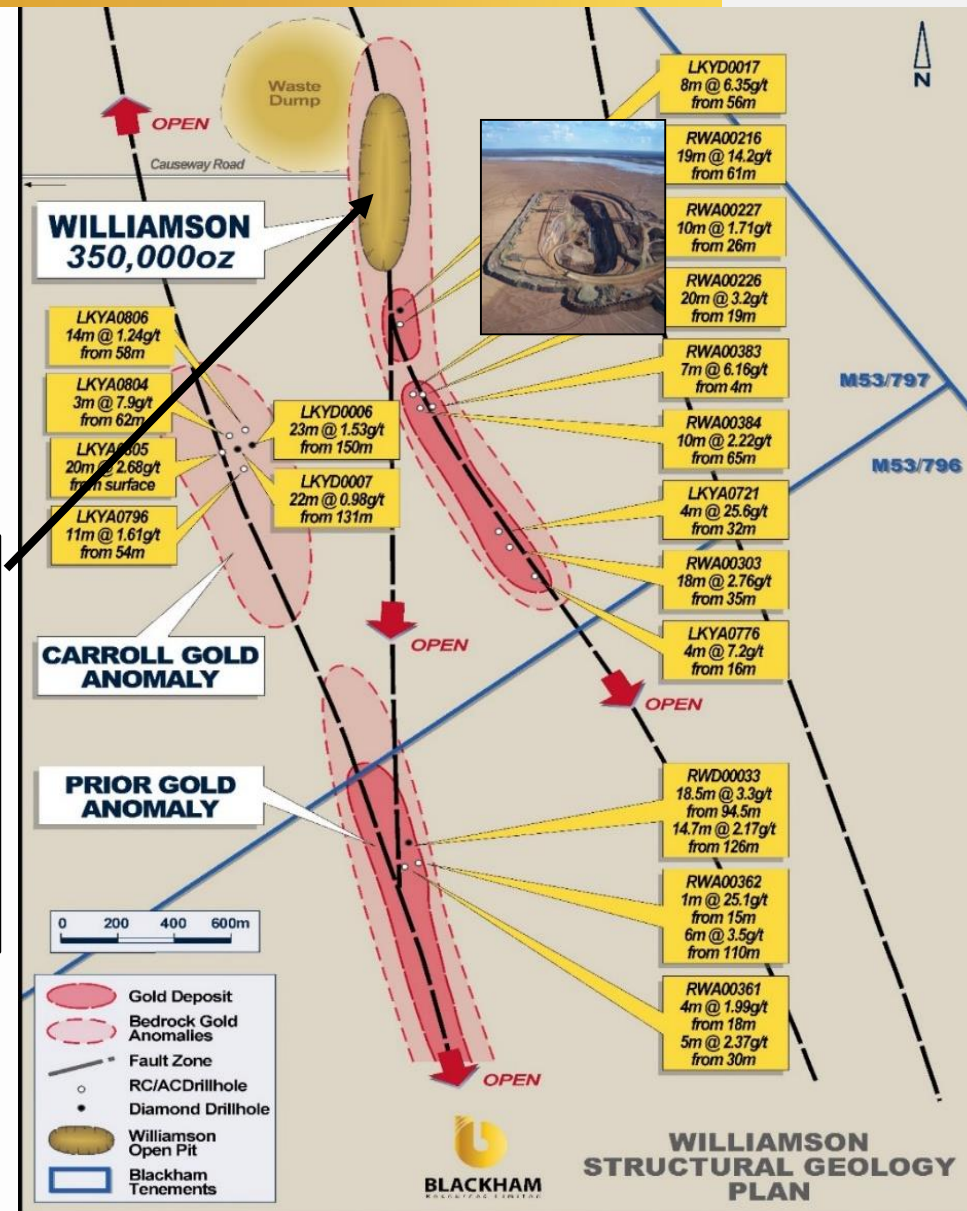 N
Waste
Dump
OPEN
Causeway Road
WILLIAMSON
350,000oz
LKYD0017
8m @ 6.35g/t
from 56m
RWA00216
19m @ 14.2g/t
from 61m
RWA00227
10m @ 1.71g/t
from 26m
RWA00226
20m @ 3.2g/t
from 19m
RWA00383
7m @ 6.16g/t
from 4m
RWA00384
10m @ 2.22g/t
from 65m
LKYA0721
4m @ 25.6g/t
from 32m
RWA00303
18m @ 2.76g/t
from 35m
LKYA0776
4m @ 7.2g/t
from 16m
M53/797
M53/796
LKYA0806
14m @ 1.24g/t
from 58m
LKYA0804
3m @ 7.9g/t
from 62m
LKYA0805
20m @ 2.68g/t
from surface
LKYA0796
11m @ 1.61g/t
from 54m
LKYD0006
23m @ 1.53g/t
from 150m
LKYD0007
22m @ 0.98g/t
from 131m
CARROLL GOLD
ANOMALY
OPEN
OPEN
PRIOR GOLD
ANOMALY
RWD00033
18.5m @ 3.3g/t
from 94.5m
14.7m @ 2.17g/t
from 126m
RWA00362
1m @ 25.1g/t
from 15m
6m @ 3.5g/t
from 110m
RWA00361
4m @ 1.99g/t
from 18m
5m @ 2.37g/t
from 30m
OPEN
0 200 400 600m
Gold Deposit
Bedrock Gold
Anomalies
Fault Zone
RC/ACDrillhole
Diamond Drillhole
Williamson
Open Pit
Blackham
Tenements
BLACKHAM
RESOURCES LIMITED
WILLIAMSON
STRUCTURAL GEOLOGY
PLAN